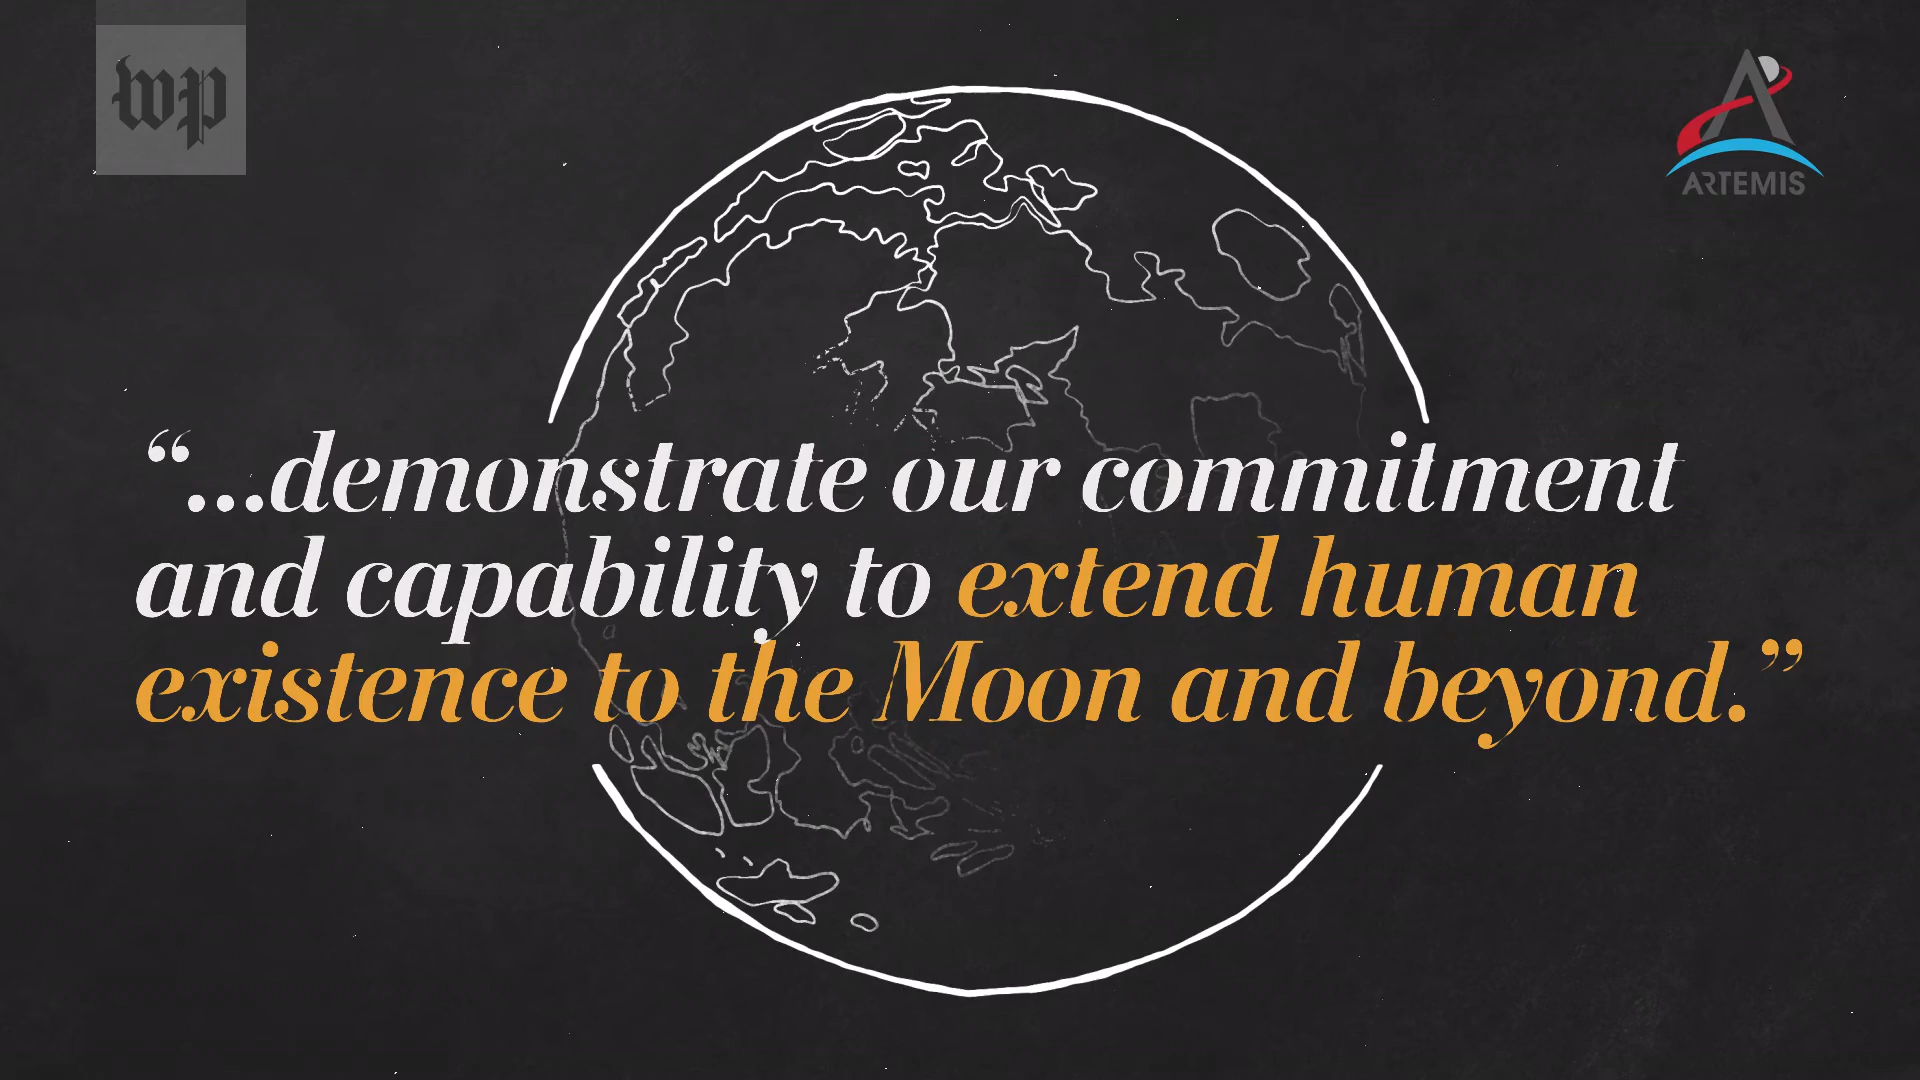 wp
ARTEMIS
“...demonstrate our commitment
and capability to extend human
existence to the Moon and beyond.”